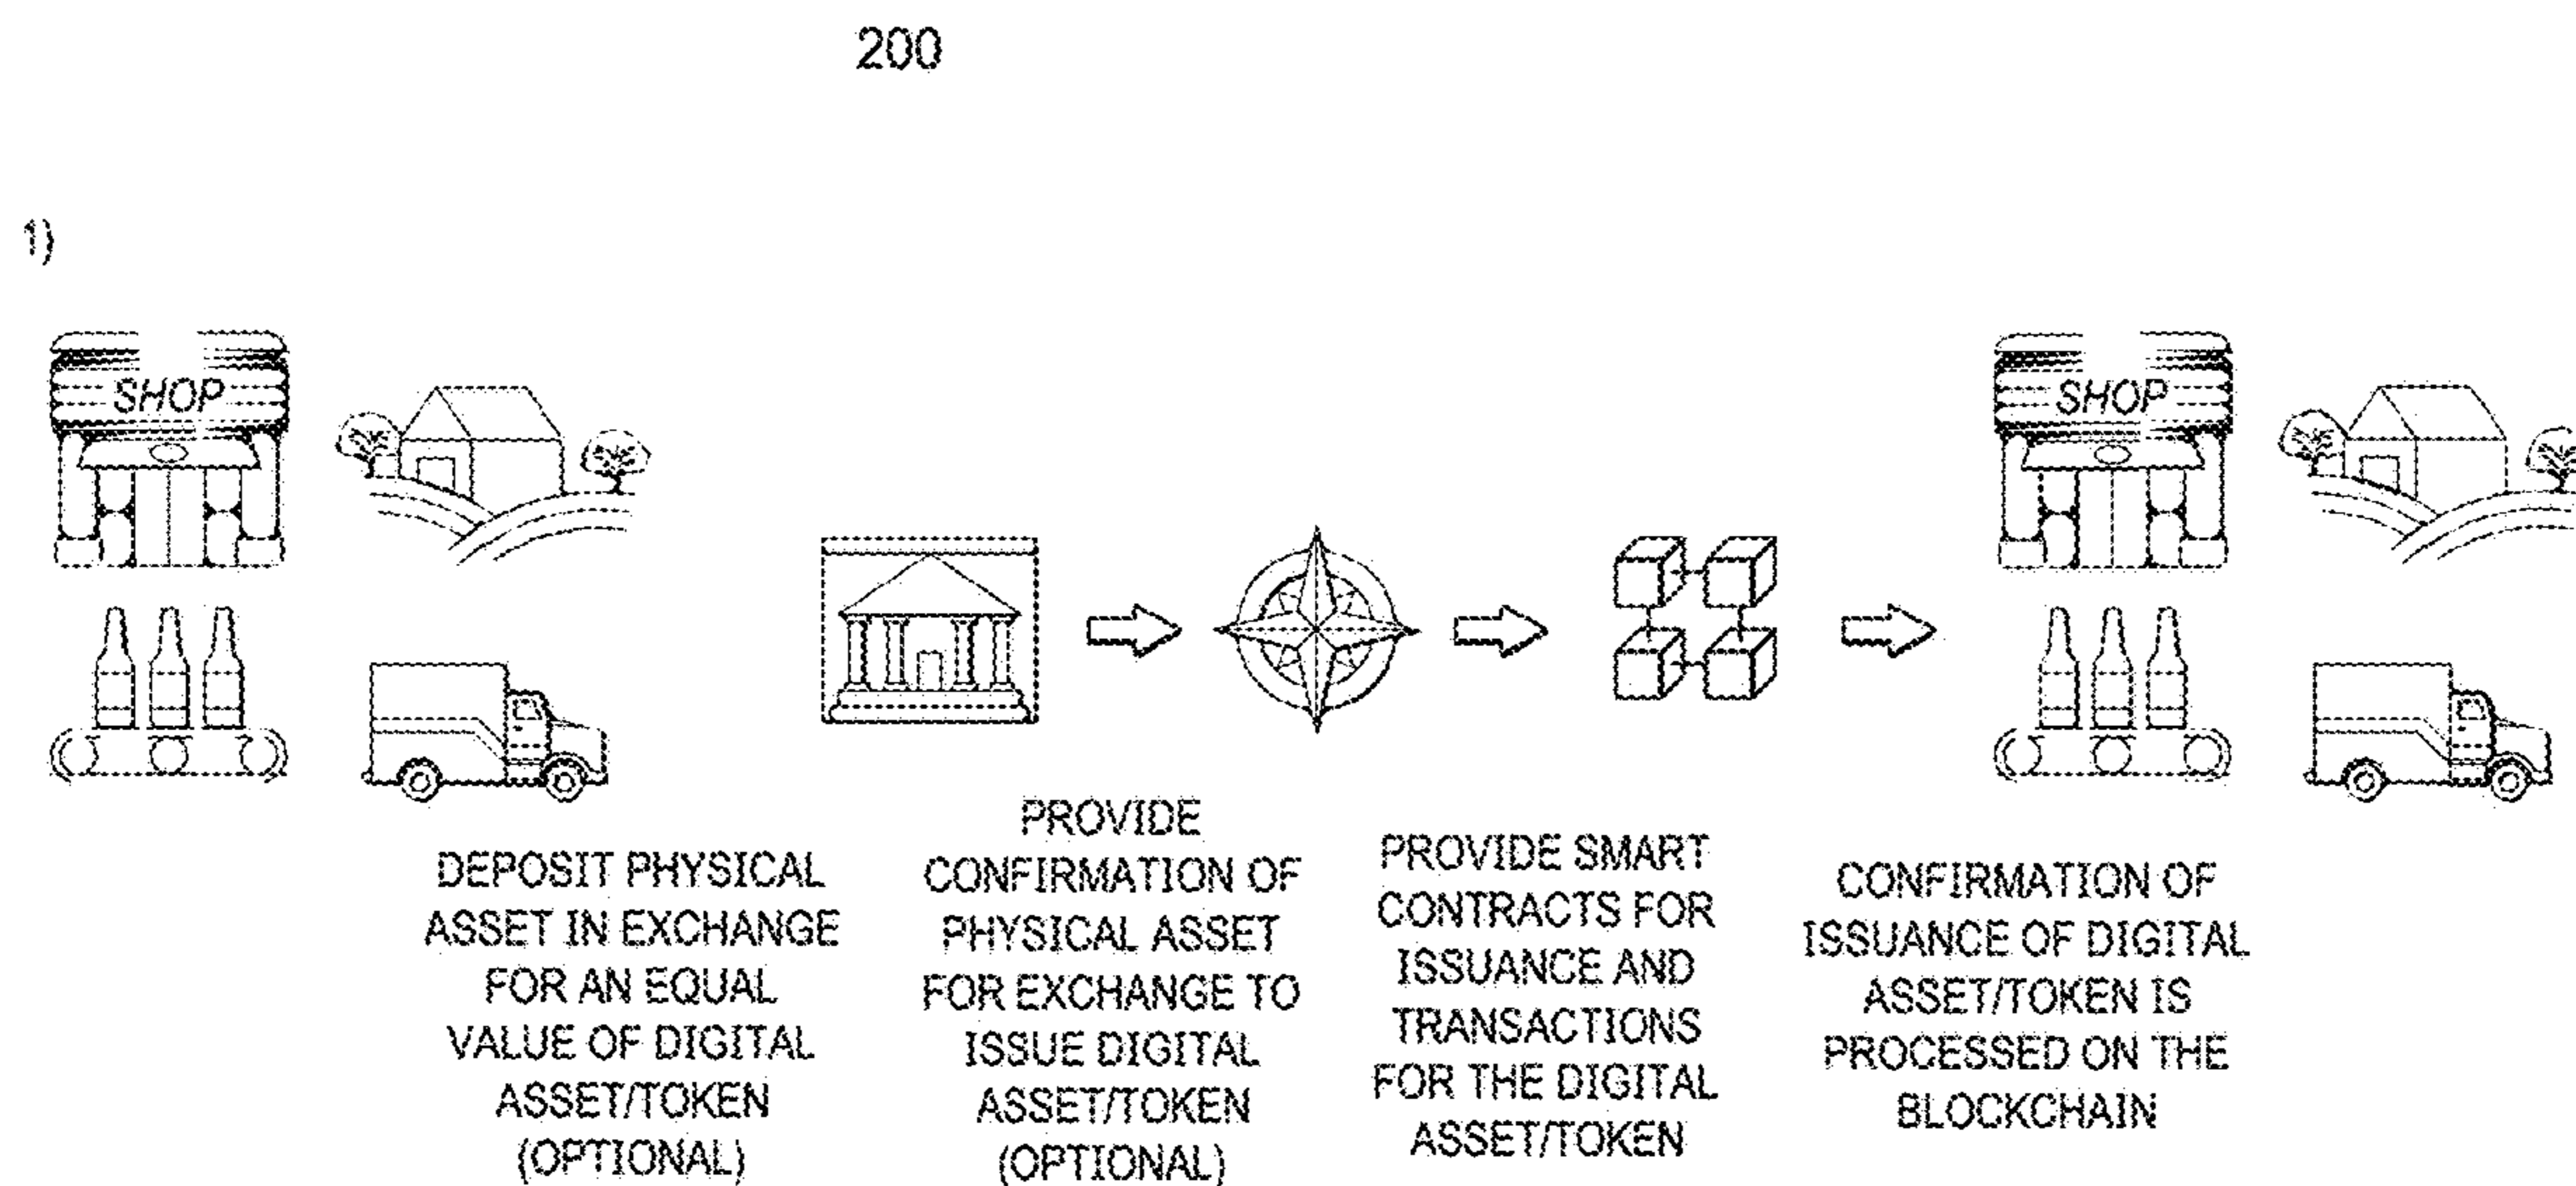 200
1)
SHOP
SHOP
DEPOSIT PHYSICAL
ASSET IN EXCHANGE
FOR AN EQUAL
VALUE OF DIGITAL
ASSET/TOKEN
(OPTIONAL)
PROVIDE
CONFIRMATION OF
PHYSICAL ASSET
FOR EXCHANGE TO
ISSUE DIGITAL
ASSET/TOKEN
(OPTIONAL)
PROVIDE SMART
CONTRACTS FOR
ISSUANCE AND
TRANSACTIONS
FOR THE DIGITAL
ASSET/TOKEN
CONFIRMATION OF
ISSUANCE OF DIGITAL
ASSET/TOKEN IS
PROCESSED ON THE
BLOCKCHAIN